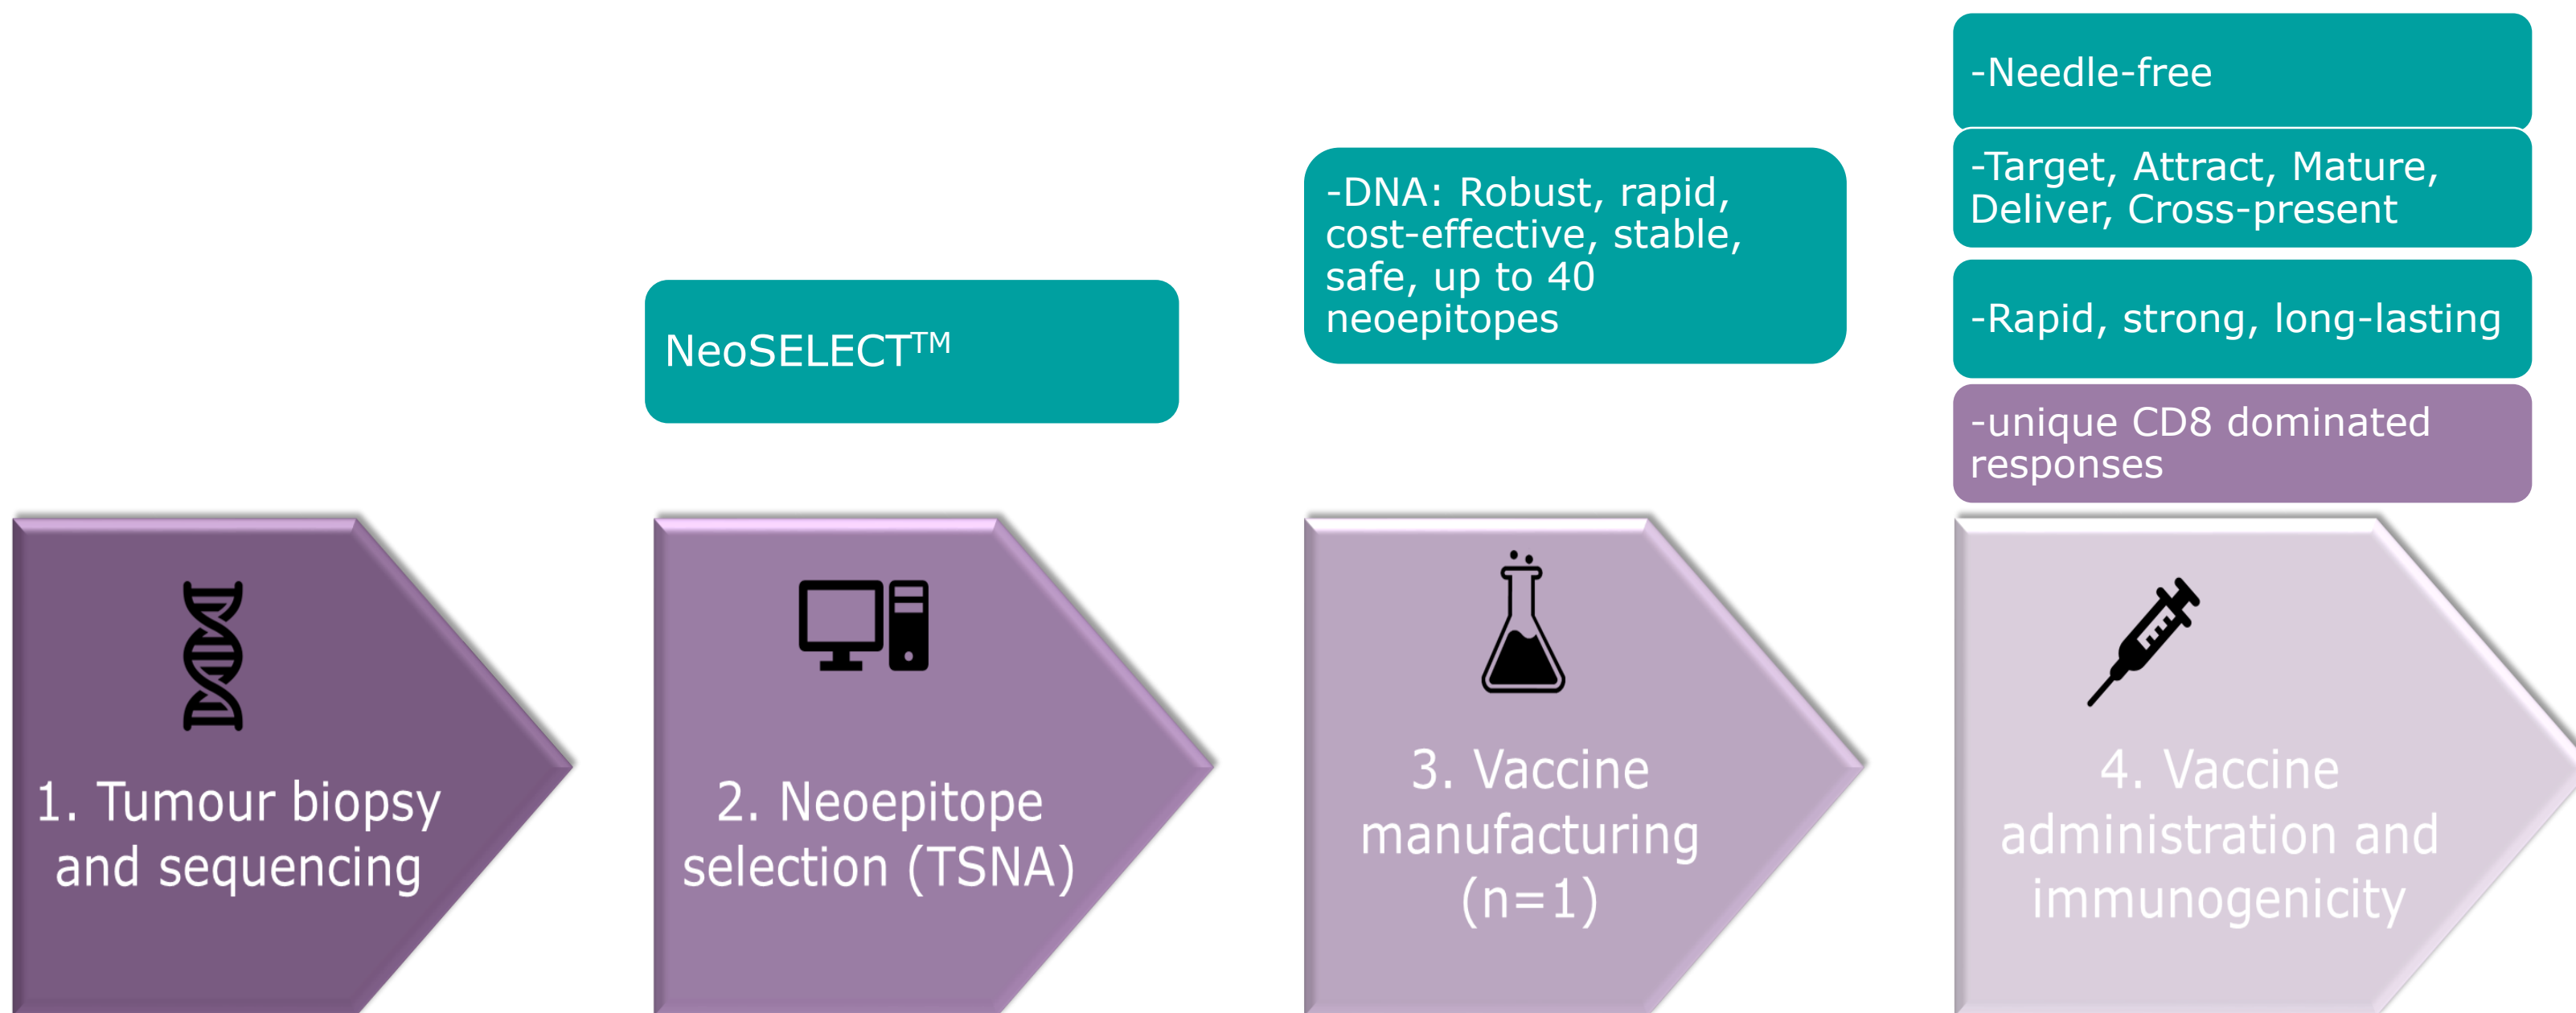 -Needle-free
-Target, Attract, Mature,
Deliver, Cross-present
-DNA: Robust, rapid,
cost-effective, stable,
safe, up to 40
neoepitopes
NeoSELECT™
-Rapid, strong, long-lasting
-unique CD8 dominated
responses
1. Tumour biopsy
and sequencing
2. Neoepitope
selection (TSNA)
3. Vaccine
manufacturing
(n=1)
4. Vaccine
administration and
immunogenicity